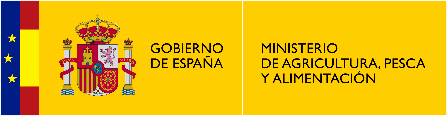 GOBIERNO
DE ESPAÑA
MINISTERIO
DE AGRICULTURA, PESCA
Y ALIMENTACIÓN